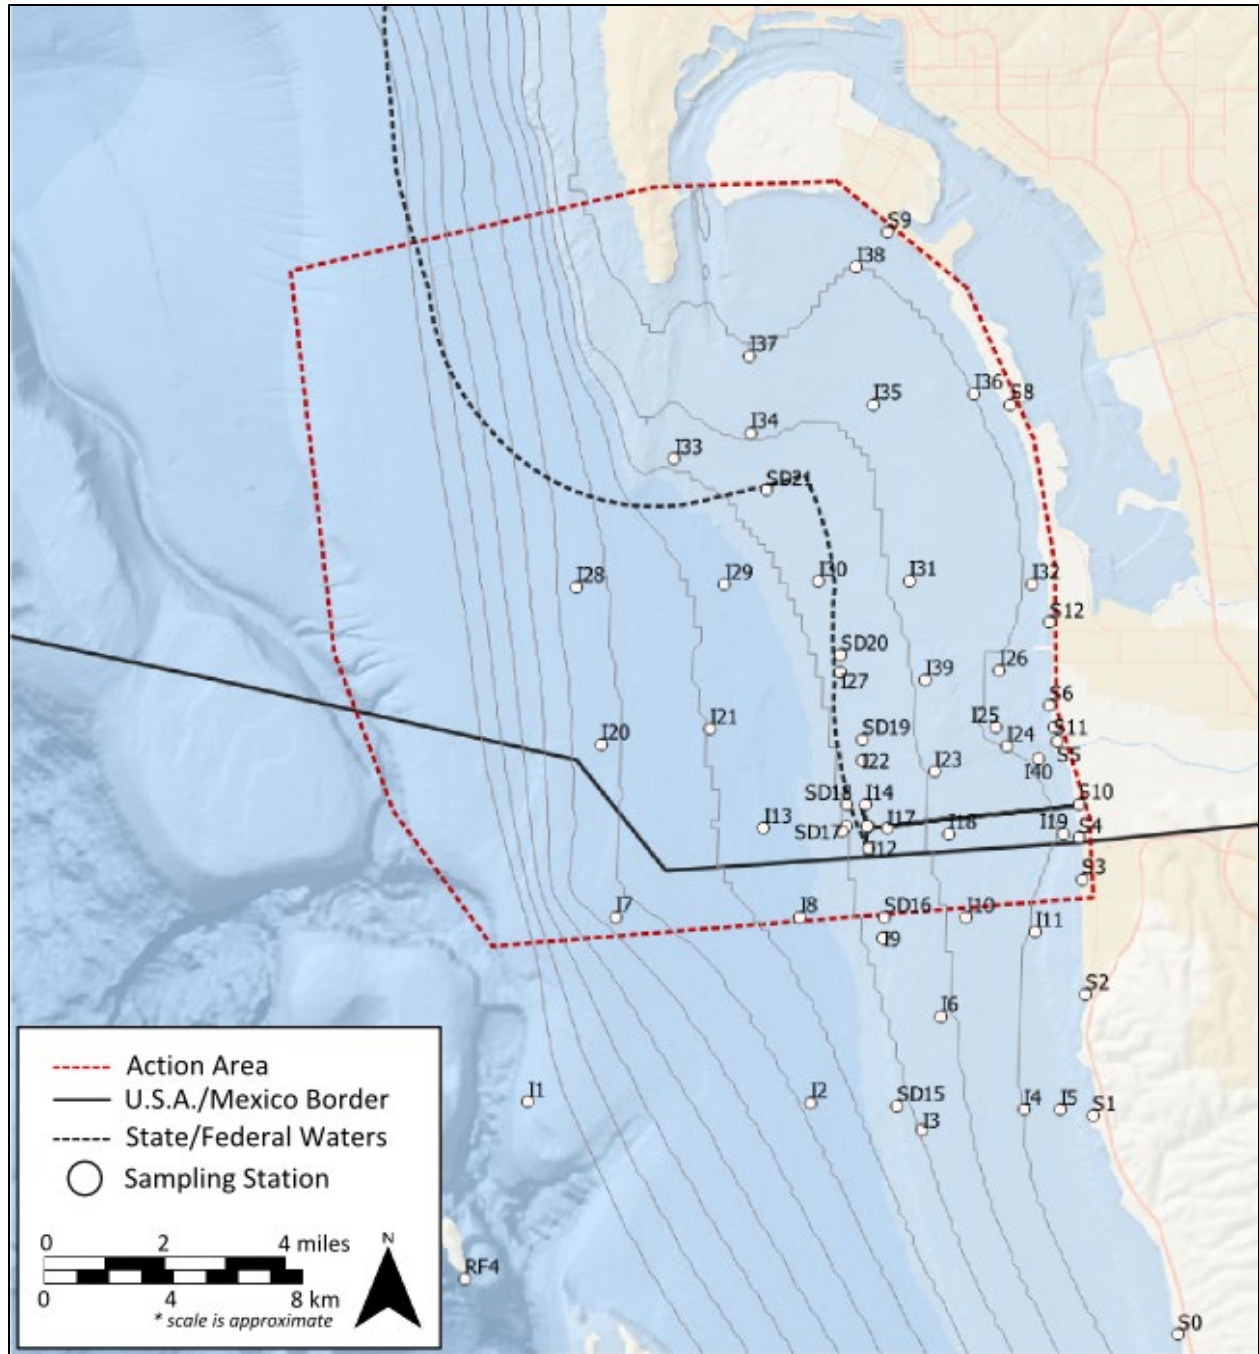 S9
I38
I37
I36
S8
I35
I34
I33
SD21
I28
I29
I30
I31
I32
S12
SD20
I26
I27
I39
S6
I21
I25
S11
I20
SD19
I24
S5
I22
I23
I40
SD18
I14
S10
I13
SD17
I17
I18
I19
S4
I12
S3
I7
I8
SD16
I10
I11
I9
S2
I6
I1
I2
SD15
I3
I4
I5
S1
RF4
S0
Action Area
U.S.A./Mexico Border
State/Federal Waters
Sampling Station
0 2 4 miles
0 4 8 km
* scale is approximate
N